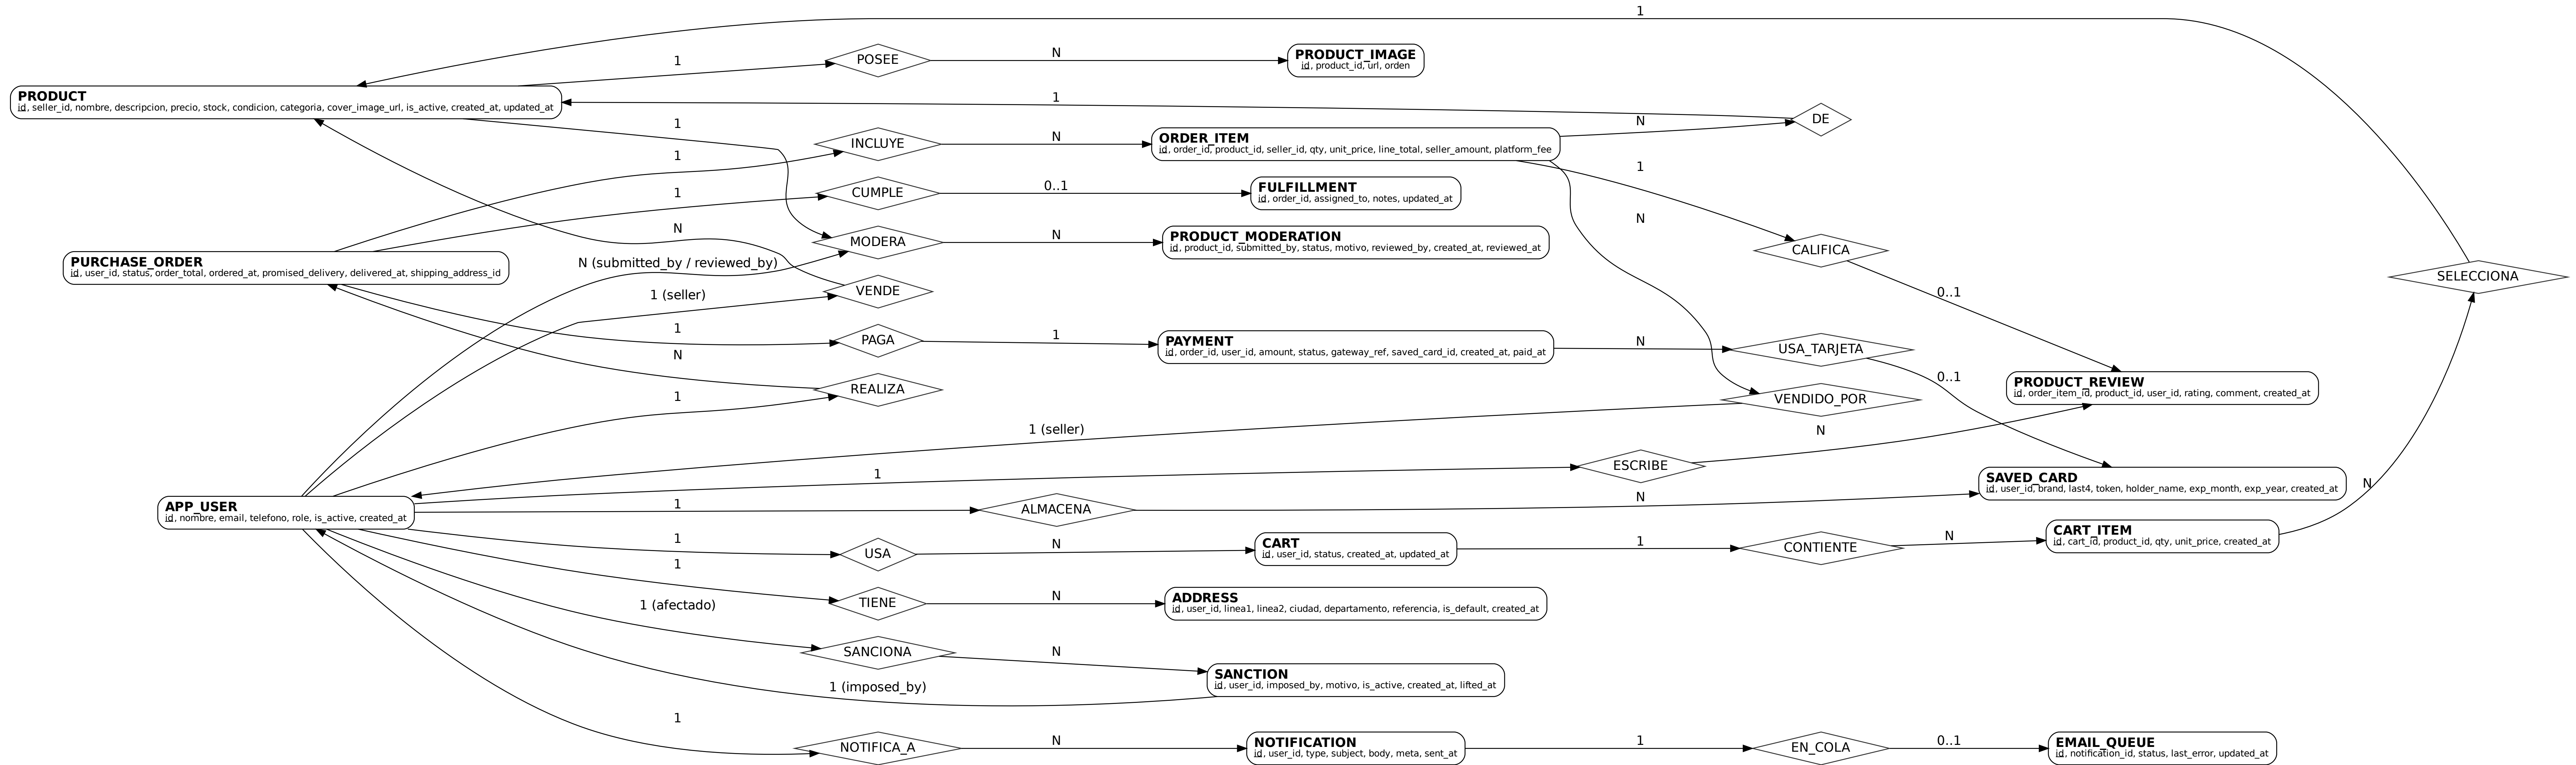 1
POSEE
1
N
PRODUCT_IMAGE
id, product_id, url, orden
PRODUCT
id, seller_id, nombre, descripcion, precio, stock, condicion, categoria, cover_image_url, is_active, created_at, updated_at
1
DE
1
INCLUYE
N
ORDER_ITEM
id, order_id, product_id, seller_id, qty, unit_price, line_total, seller_amount, platform_fee
N
1
1
CUMPLE
0..1
FULFILLMENT
id, order_id, assigned_to, notes, updated_at
1
N
N
MODERA
N
PRODUCT_MODERATION
id, product_id, submitted_by, status, motivo, reviewed_by, created_at, reviewed_at
CALIFICA
PURCHASE_ORDER
id, user_id, status, order_total, ordered_at, promised_delivery, delivered_at, shipping_address_id
N (submitted_by / reviewed_by)
SELECCIONA
1 (seller)
VENDE
0..1
1
PAGA
1
PAYMENT
id, order_id, user_id, amount, status, gateway_ref, saved_card_id, created_at, paid_at
N
USA_TARJETA
N
REALIZA
0..1
PRODUCT_REVIEW
id, order_item_id, product_id, user_id, rating, comment, created_at
1
VENDIDO_POR
1 (seller)
N
1
ESCRIBE
SAVED_CARD
id, user_id, brand, last4, token, holder_name, exp_month, exp_year, created_at
N
APP_USER
id, nombre, email, telefono, role, is_active, created_at
1
ALMACENA
N
1
USA
N
CART
id, user_id, status, created_at, updated_at
1
CONTIENTE
N
CART_ITEM
id, cart_id, product_id, qty, unit_price, created_at
1
TIENE
N
ADDRESS
id, user_id, linea1, linea2, ciudad, departamento, referencia, is_default, created_at
1 (afectado)
SANCIONA
N
SANCTION
id, user_id, imposed_by, motivo, is_active, created_at, lifted_at
1 (imposed_by)
1
NOTIFICA_A
N
NOTIFICATION
id, user_id, type, subject, body, meta, sent_at
1
EN_COLA
0..1
EMAIL_QUEUE
id, notification_id, status, last_error, updated_at